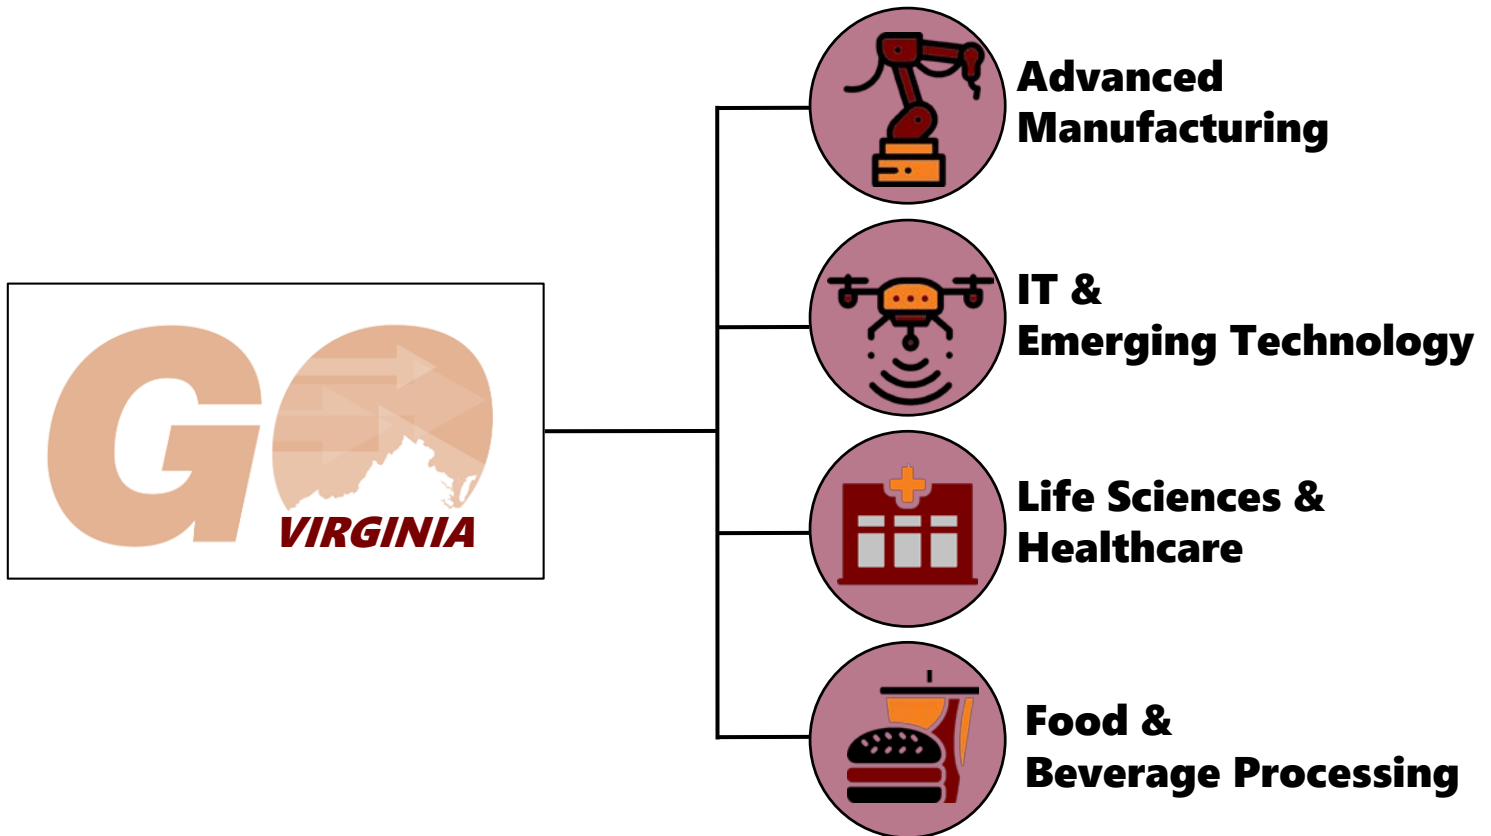 GO
VIRGINIA
Advanced
Manufacturing
IT &
Emerging Technology
Life Sciences &
Healthcare
Food &
Beverage Processing